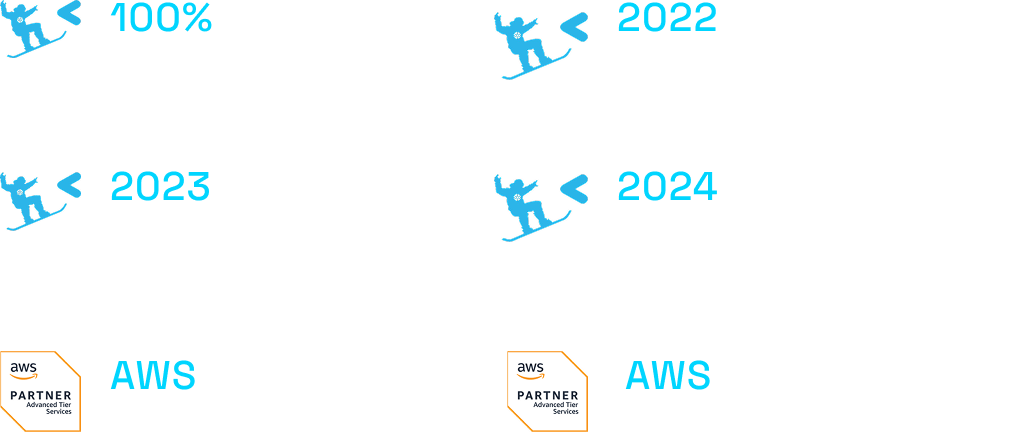 100%
2022
2023
2024
aws
PARTNER
Advanced Tier
Services
AWS
aws
PARTNER
Advanced Tier
Services
AWS